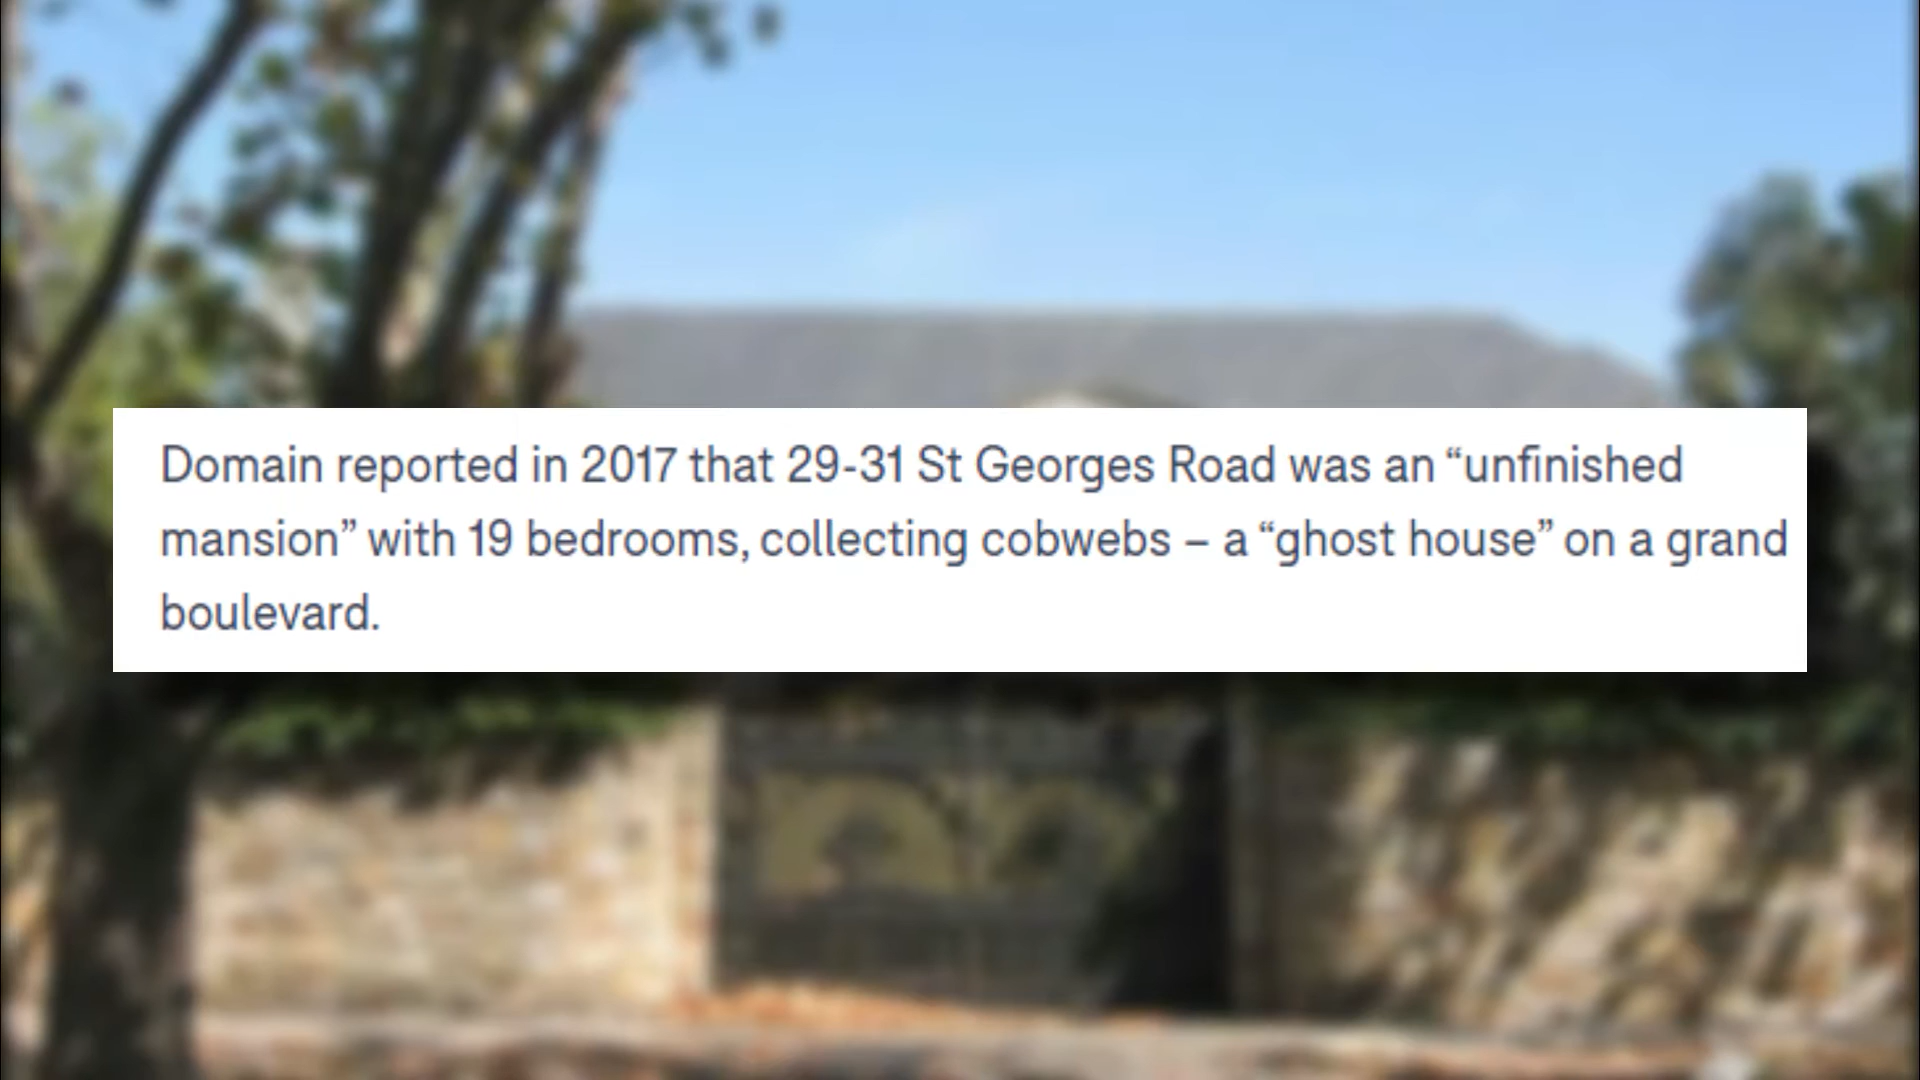 Domain reported in 2017 that 29-31 St Georges Road was an “unfinished
mansion” with 19 bedrooms, collecting cobwebs – a “ghost house” on a grand
boulevard.